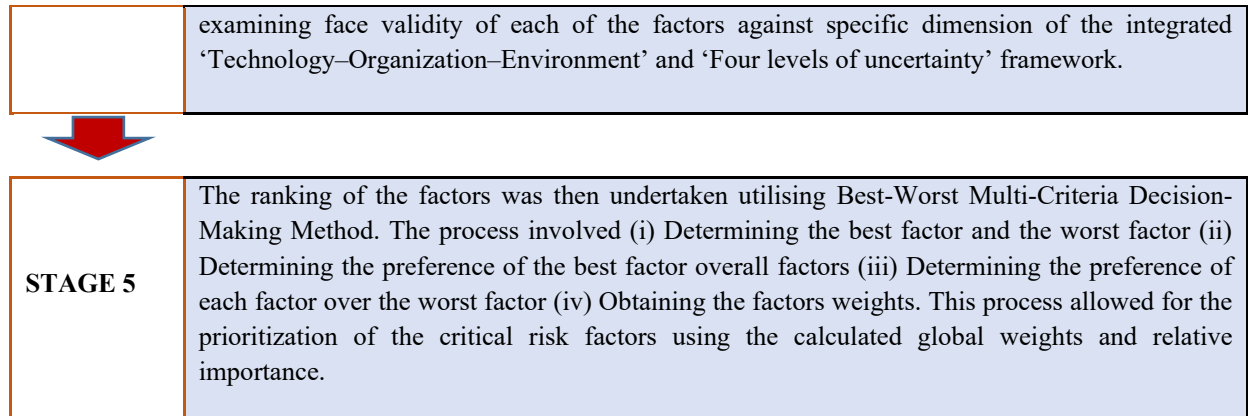 examining face validity of each of the factors against specific dimension of the integrated
‘Technology–Organization–Environment’ and ‘Four levels of uncertainty’ framework.
STAGE 5
The ranking of the factors was then undertaken utilising Best-Worst Multi-Criteria Decision-
Making Method. The process involved (i) Determining the best factor and the worst factor (ii)
Determining the preference of the best factor overall factors (iii) Determining the preference of
each factor over the worst factor (iv) Obtaining the factors weights. This process allowed for the
prioritization of the critical risk factors using the calculated global weights and relative
importance.